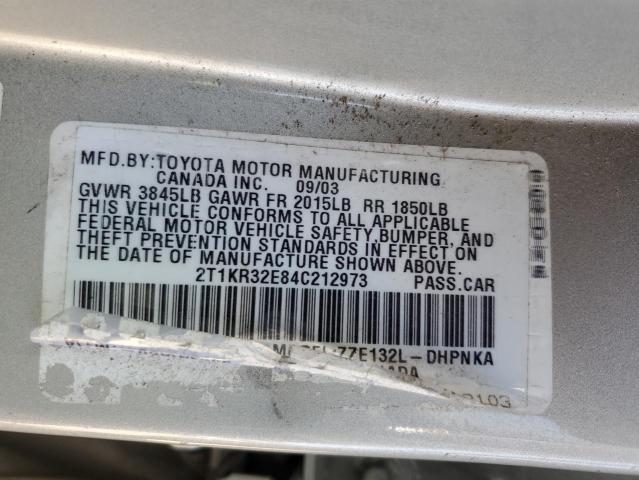 MFD.BY:TOYOTA MOTOR MANUFACTURING
CANADA INC. 09/03
GVWR 3845LB GAWR FR 2015LB RR 1850LB
THIS VEHICLE CONFORMS TO ALL APPLICABLE
FEDERAL MOTOR VEHICLE SAFETY,BUMPER, AND
THEFT PREVENTION STANDARDS IN EFFECT ON
THE DATE OF MANUFACTURE SHOWN ABOVE.
2T1KR32E84C212973 PASS.CAR
ZZE132L-DHPNKA